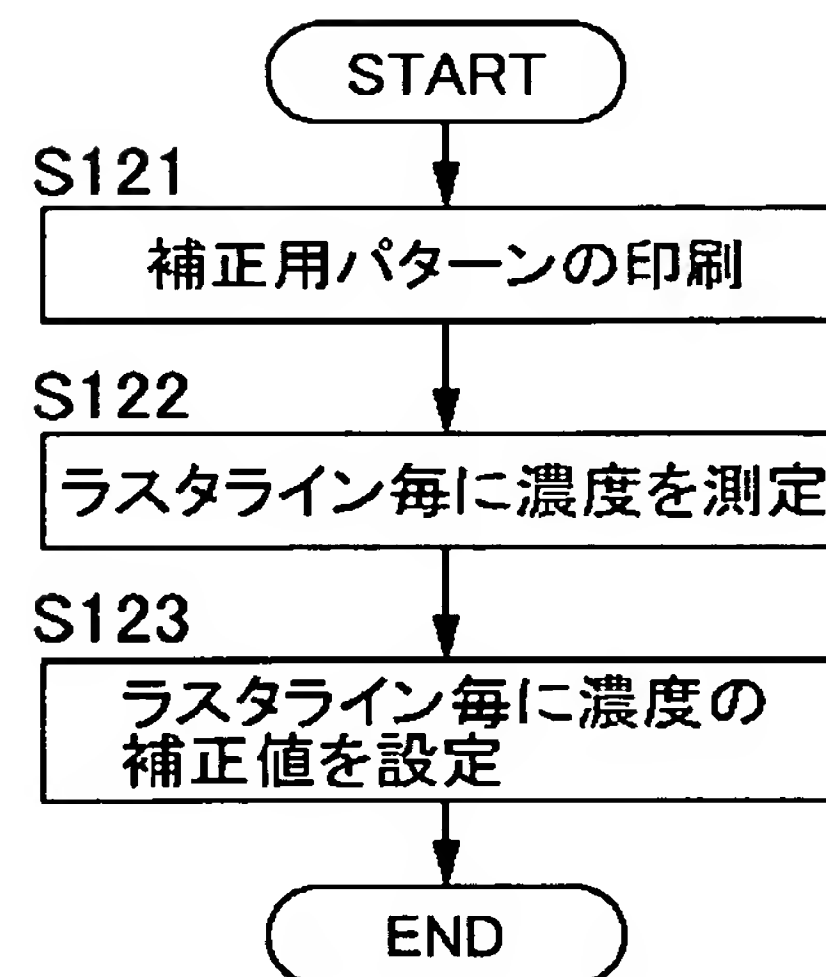 START
S121
補正用パターンの印刷
S122
ラスタライン毎に濃度を測定
S123
ラスタライン毎に濃度の
補正値を設定
END